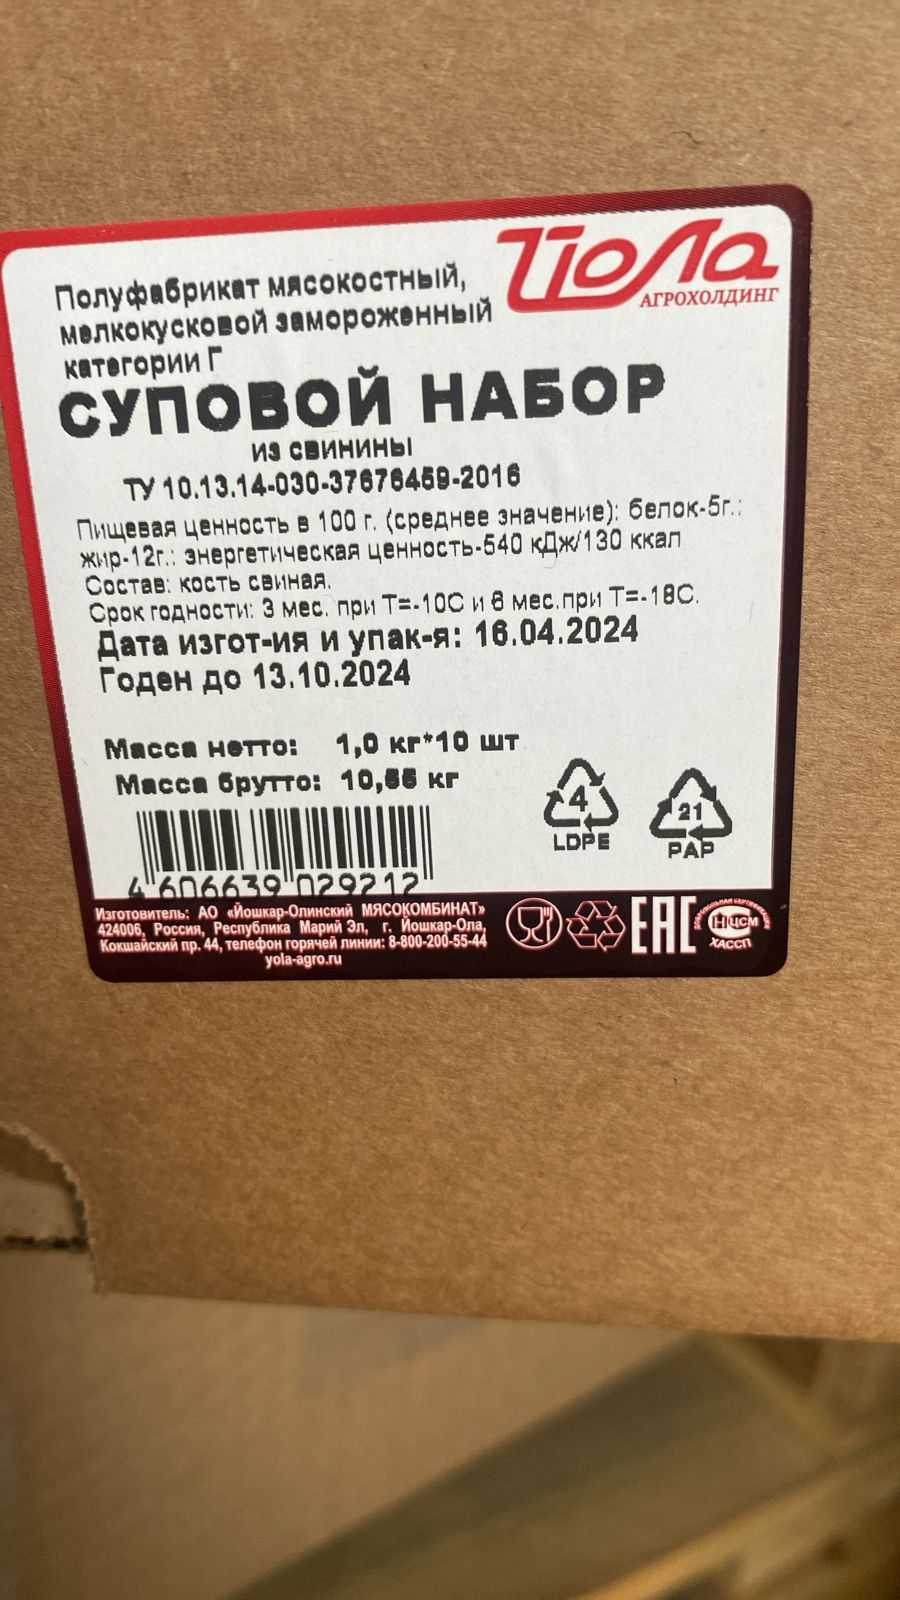 Йола
АГРОХОЛДИНГ
Полуфабрикат мясокостный,
мелкокусковой замороженный
категории Г
СУПОВОЙ НАБОР
из свинины
ТУ 10.13.14-030-37676459-2016
Пищевая ценность в 100 г. (среднее значение): белок-5г.:
жир-12г.: энергетическая ценность-540 кДж/130 ккал
Состав: кость свиная.
Срок годности: 3 мес. при Т=-10С и 6 мес.при Т=-18С.
Дата изгот-ия и упак-я: 16.04.2024
Годен до 13.10.2024
Масса нетто: 1,0 кг*10 шт
Масса брутто: кг
4 LDPE
21 PAP
4 606639 029212
Изготовитель: АО «Йошкар-Олинский МЯСОКОМБИНАТ»
424006, Россия, Республика Марий Эл, г. Йошкар-Ола,
Кокшайский пр. 44, телефон горячей линии: 8-800-200-55-44
yola-agro.ru
EAC
ДОБРОВОЛЬНАЯ СЕРТИФИКАЦИЯ
НЦСМ
ХАССП